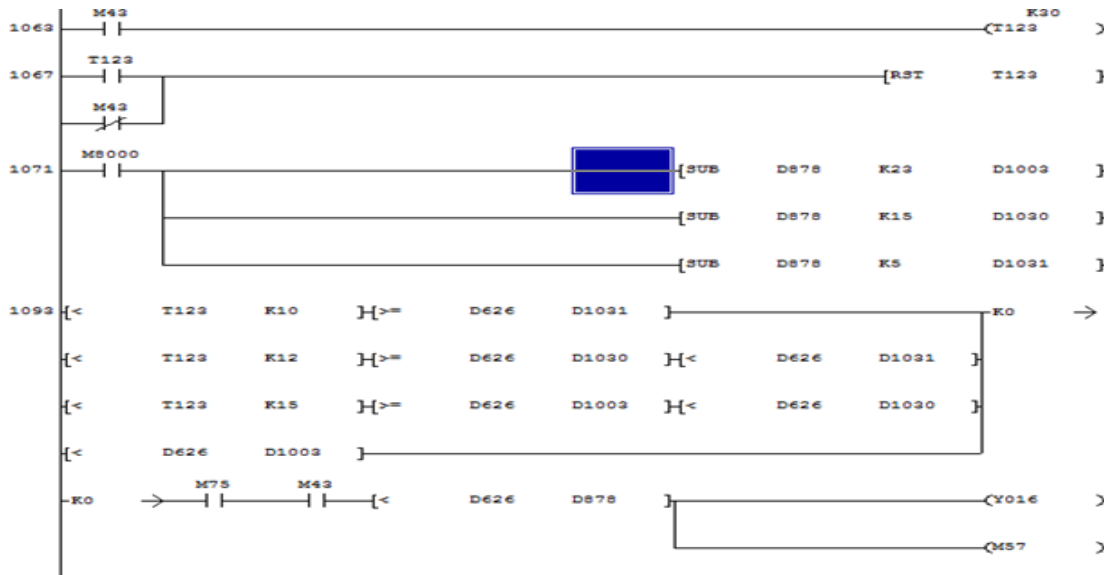 M43 K30
1063 (T123 )
T123
1067 [RST T123 ]
M43
M8000
1071 [SUB D878 K23 D1003 ]
[SUB D878 K15 D1030 ]
[SUB D878 K5 D1031 ]
1093 [< T123 K10 ] [>= D626 D1031 ] K0
[< T123 K12 ] [>= D626 D1030 ] [< D626 D1031 ]
[< T123 K15 ] [>= D626 D1003 ] [< D626 D1030 ]
[< D626 D1003 ]
M75 M43
K0 [< D626 D878 ] (Y016 )
(M57 )